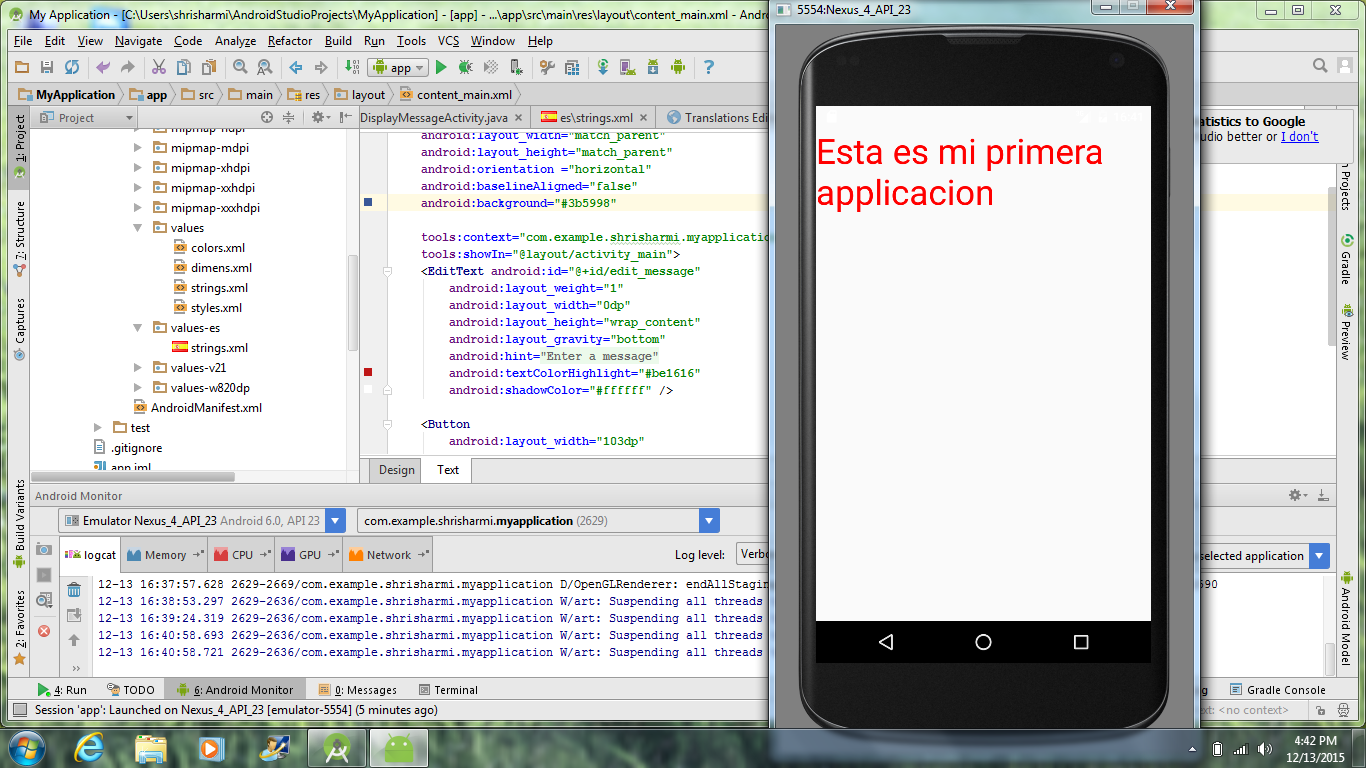 My Application - [C:\Users\shrisharmi\AndroidStudioProjects\MyApplication] - [app] - ...\app\src\main\res\layout\content_main.xml -
5554:Nexus_4_API_23
File Edit View Navigate Code Analyze Refactor Build Run Tools VCS Window Help
app
MyApplication app src main res layout content_main.xml
Project
DisplayMessageActivity.java es\strings.xml Translations Edi
atistics to Google
udio better or I don't
mipmap-hdpi
mipmap-mdpi
mipmap-xhdpi
mipmap-xxhdpi
mipmap-xxxhdpi
values
colors.xml
dimens.xml
strings.xml
styles.xml
values-es
strings.xml
values-v21
values-w820dp
AndroidManifest.xml
test
.gitignore
app.iml
android:layout_width="match_parent"
android:layout_height="match_parent"
android:orientation ="horizontal"
android:baselineAligned="false"
android:background="#3b5998"
tools:context="com.example.shrisharmi.myapplicatio
tools:showIn="@layout/activity_main">
<EditText android:id="@+id/edit_message"
android:layout_weight="1"
android:layout_width="0dp"
android:layout_height="wrap_content"
android:layout_gravity="bottom"
android:hint="Enter a message"
android:textColorHighlight="#be1616"
android:shadowColor="#ffffff" />
<Button
android:layout_width="103dp"
Design Text
Esta es mi primera
applicacion
1: Project
7: Structure
Captures
Build Variants
2: Favorites
n Projects
Gradle
Preview
Android Model
Android Monitor
Emulator Nexus_4_API_23 Android 6.0, API 23
com.example.shrisharmi.myapplication (2629)
logcat Memory CPU GPU Network Log level: Verbo
selected application
12-13 16:37:57.628 2629-2669/com.example.shrisharmi.myapplication D/OpenGLRenderer: endAllStagin
590
12-13 16:38:53.297 2629-2636/com.example.shrisharmi.myapplication W/art: Suspending all threads
12-13 16:39:24.319 2629-2636/com.example.shrisharmi.myapplication W/art: Suspending all threads
12-13 16:40:58.693 2629-2636/com.example.shrisharmi.myapplication W/art: Suspending all threads
12-13 16:40:58.721 2629-2636/com.example.shrisharmi.myapplication W/art: Suspending all threads
4: Run TODO 6: Android Monitor 0: Messages Terminal
Gradle Console
Session 'app': Launched on Nexus_4_API_23 [emulator-5554] (5 minutes ago)
ext: <no context>
4:42 PM
12/13/2015